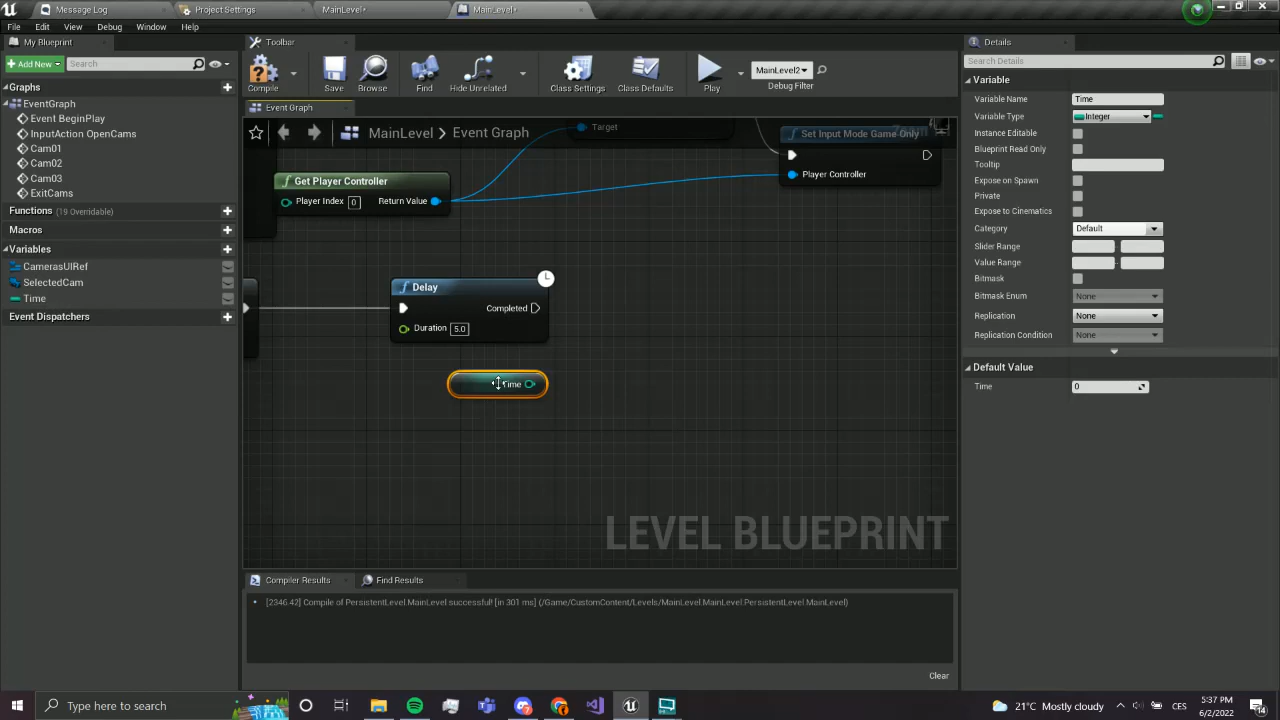 Message Log
Project Settings
MainLevel•
MainLevel•
File Edit View Debug Window Help
My Blueprint
Toolbar
Details
Add New
Search
Compile
Save
Browse
Find
Hide Unrelated
Class Settings
Class Defaults
Play
MainLevel2
Debug Filter
Search Details
Graphs
EventGraph
Event BeginPlay
InputAction OpenCams
Cam01
Cam02
Cam03
ExitCams
Functions (19 Overridable)
Macros
Variables
CamerasUIRef
SelectedCam
Time
Event Dispatchers
Event Graph
MainLevel > Event Graph
Target
Set Input Mode Game Only
Player Controller
Get Player Controller
Player Index 0 Return Value
Delay
Completed
Duration 5.0
Time
LEVEL BLUEPRINT
Variable
Variable Name Time
Variable Type Integer
Instance Editable
Blueprint Read Only
Tooltip
Expose on Spawn
Private
Expose to Cinematics
Category Default
Slider Range
Value Range
Bitmask
Bitmask Enum None
Replication None
Replication Condition None
Default Value
Time 0
Compiler Results
Find Results
[2346.42] Compile of PersistentLevel.MainLevel successful! [in 301 ms] (/Game/CustomContent/Levels/MainLevel.MainLevel:PersistentLevel.MainLevel)
Clear
Type here to search
21°C Mostly cloudy
CES
5:37 PM
6/2/2022
14